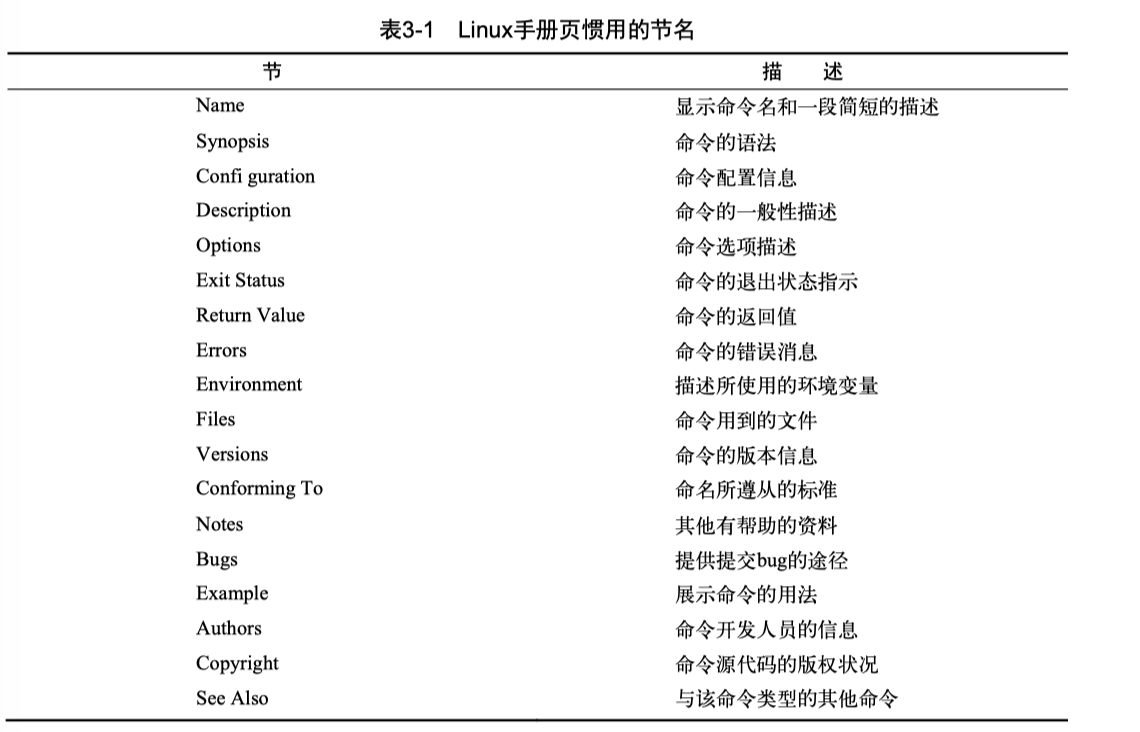 表3-1 Linux手册页惯用的节名
节 描 述
Name 显示命令名和一段简短的描述
Synopsis 命令的语法
Confi guration 命令配置信息
Description 命令的一般性描述
Options 命令选项描述
Exit Status 命令的退出状态指示
Return Value 命令的返回值
Errors 命令的错误消息
Environment 描述所使用的环境变量
Files 命令用到的文件
Versions 命令的版本信息
Conforming To 命名所遵从的标准
Notes 其他有帮助的资料
Bugs 提供提交bug的途径
Example 展示命令的用法
Authors 命令开发人员的信息
Copyright 命令源代码的版权状况
See Also 与该命令类型的其他命令